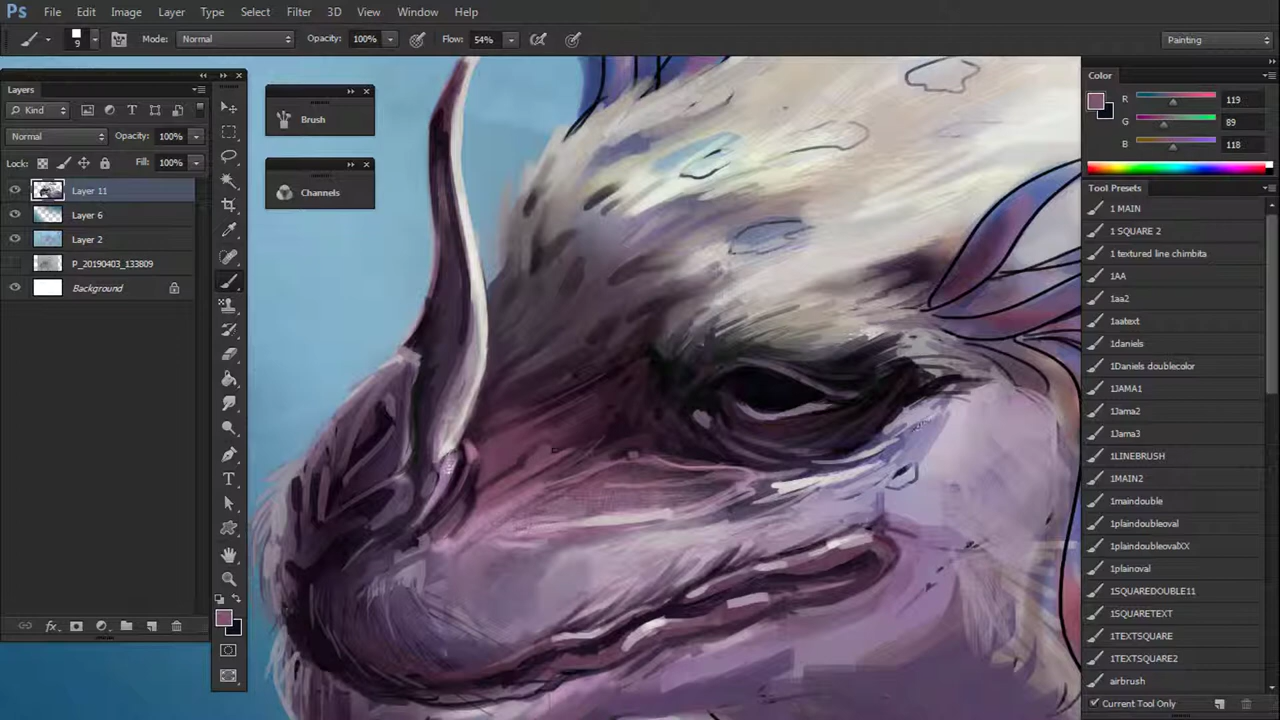 Ps File Edit Image Layer Type Select Filter 3D View Window Help
9 Mode: Normal Opacity: 100% Flow: 54% Painting
Layers
Kind
Normal Opacity: 100%
Lock: Fill: 100%
Layer 11
Layer 6
Layer 2
P_20190403_133809
Background
fx
T
Brush
Channels
Color
R 119
G 89
B 118
Tool Presets
1 MAIN
1 SQUARE 2
1 textured line chimbita
1AA
1aa2
1aatext
1daniels
1Daniels doublecolor
1JAMA1
1Jama2
1Jama3
1LINEBRUSH
1MAIN2
1maindouble
1plaindoubleoval
1plaindoubleovalXX
1plainoval
1SQUAREDOUBLE11
1SQUARETEXT
1TEXTSQUARE
1TEXTSQUARE2
airbrush
Current Tool Only